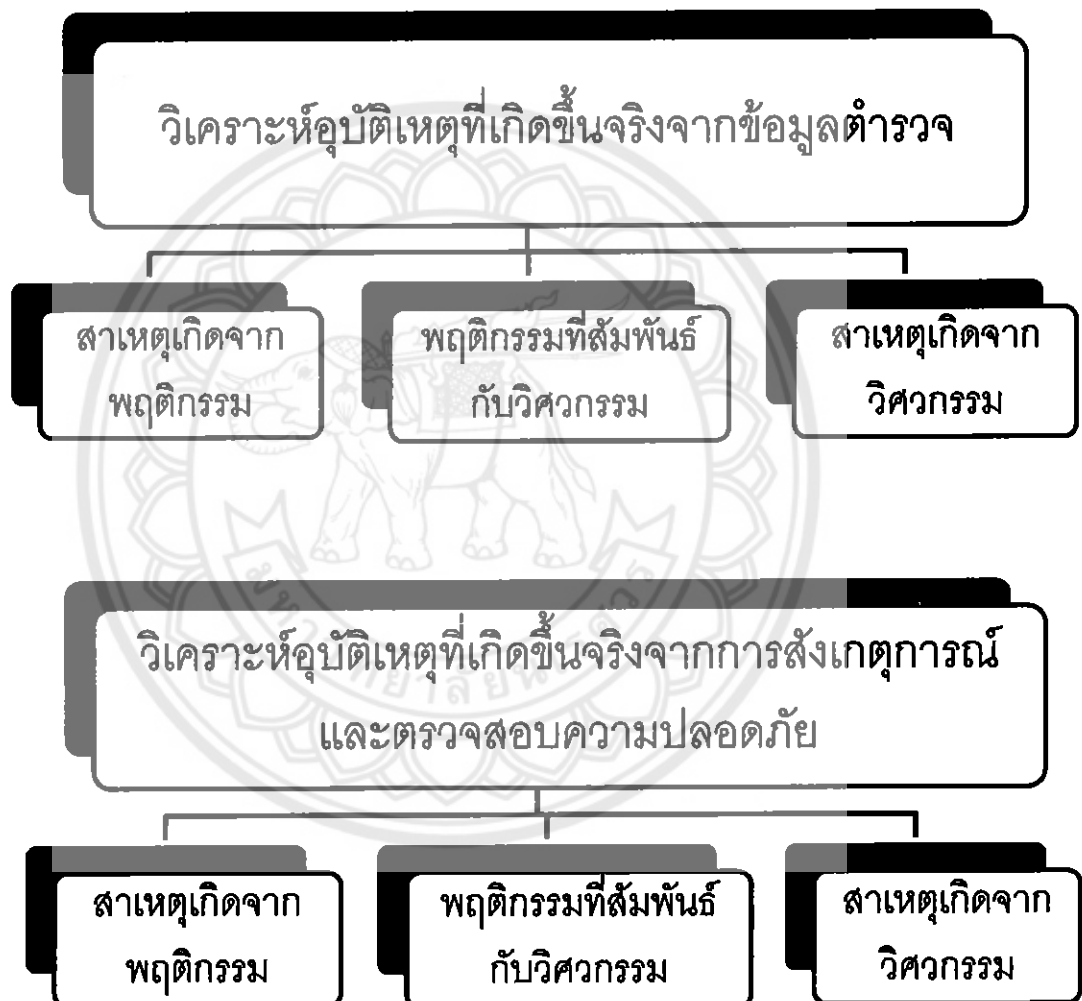 วิเคราะห์อุบัติเหตุที่เกิดขึ้นจริงจากข้อมูลตำรวจ
สาเหตุเกิดจาก
พฤติกรรม
พฤติกรรมที่สัมพันธ์
กับวิศวกรรม
สาเหตุเกิดจาก
วิศวกรรม
วิเคราะห์อุบัติเหตุที่เกิดขึ้นจริงจากการสังเกตุการณ์
และตรวจสอบความปลอดภัย
สาเหตุเกิดจาก
พฤติกรรม
พฤติกรรมที่สัมพันธ์
กับวิศวกรรม
สาเหตุเกิดจาก
วิศวกรรม